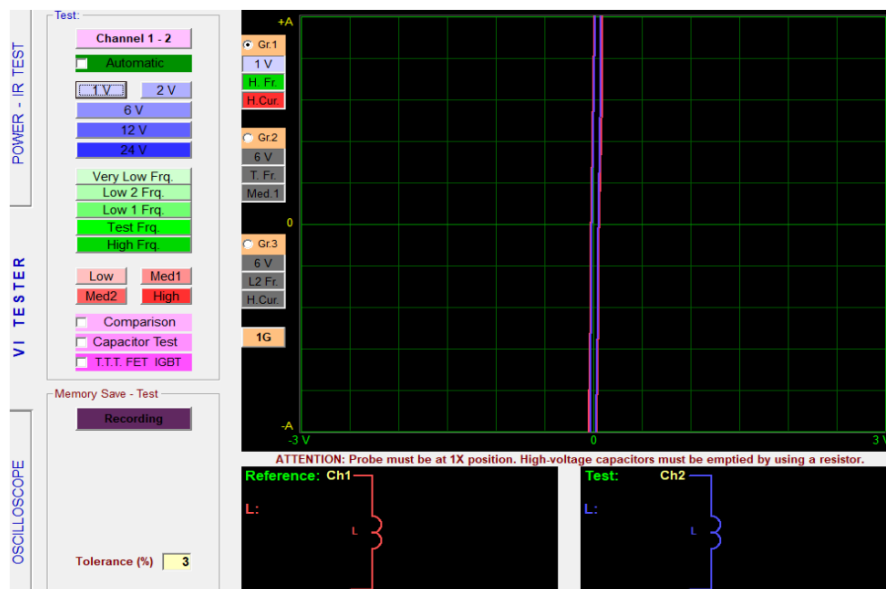 POWER - IR TEST
VI TESTER
OSCILLOSCOPE
Test:
Channel 1 - 2
Automatic
1 V
2 V
6 V
12 V
24 V
Very Low Frq.
Low 2 Frq.
Low 1 Frq.
Test Frq.
High Frq.
Low
Med1
Med2
High
Comparison
Capacitor Test
T.T.T. FET IGBT
Memory Save - Test
Recording
Tolerance (%) 3
Gr.1
1 V
H. Fr.
H.Cur.
Gr.2
6 V
T. Fr.
Med.1
Gr.3
6 V
L2 Fr.
H.Cur.
1G
+A
0
-A
-3 V 0 3 V
ATTENTION: Probe must be at 1X position. High-voltage capacitors must be emptied by using a resistor.
Reference: Ch1
L:
L
Test: Ch2
L:
L